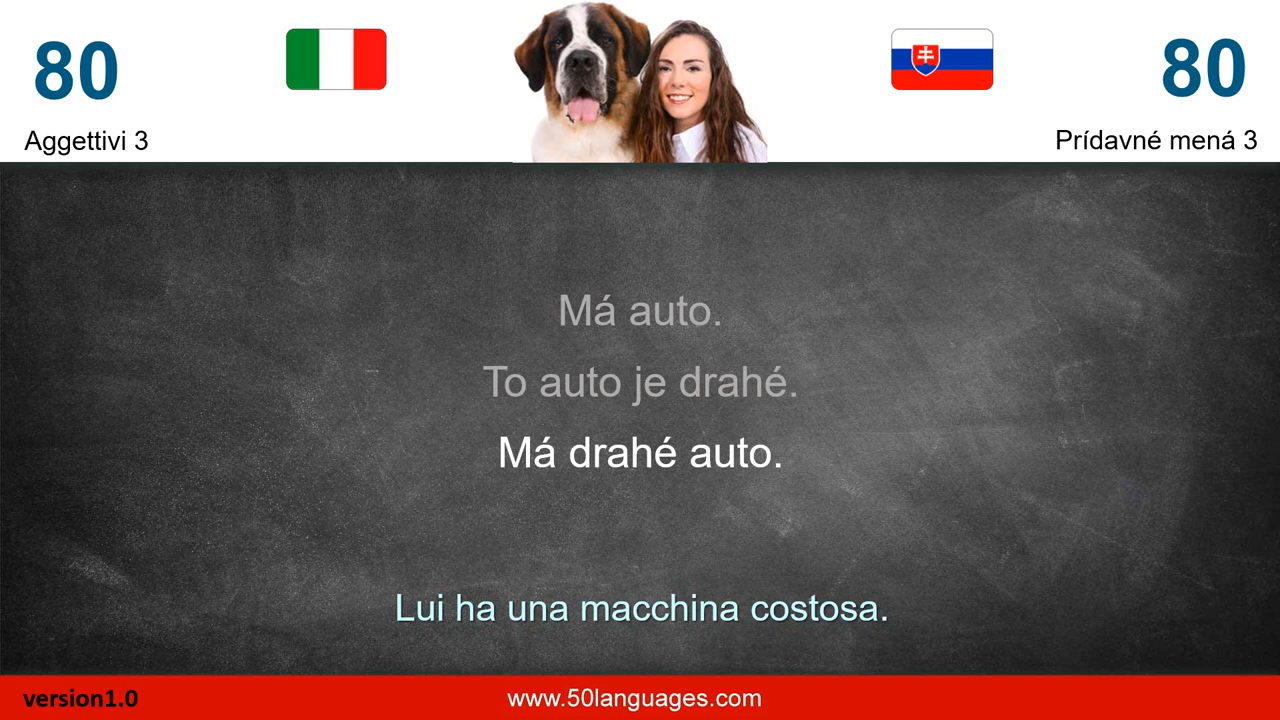 80
80
Aggettivi 3
Prídavné mená 3
Má auto.
To auto je drahé.
Má drahé auto.
Lui ha una macchina costosa.
version1.0
www.50languages.com